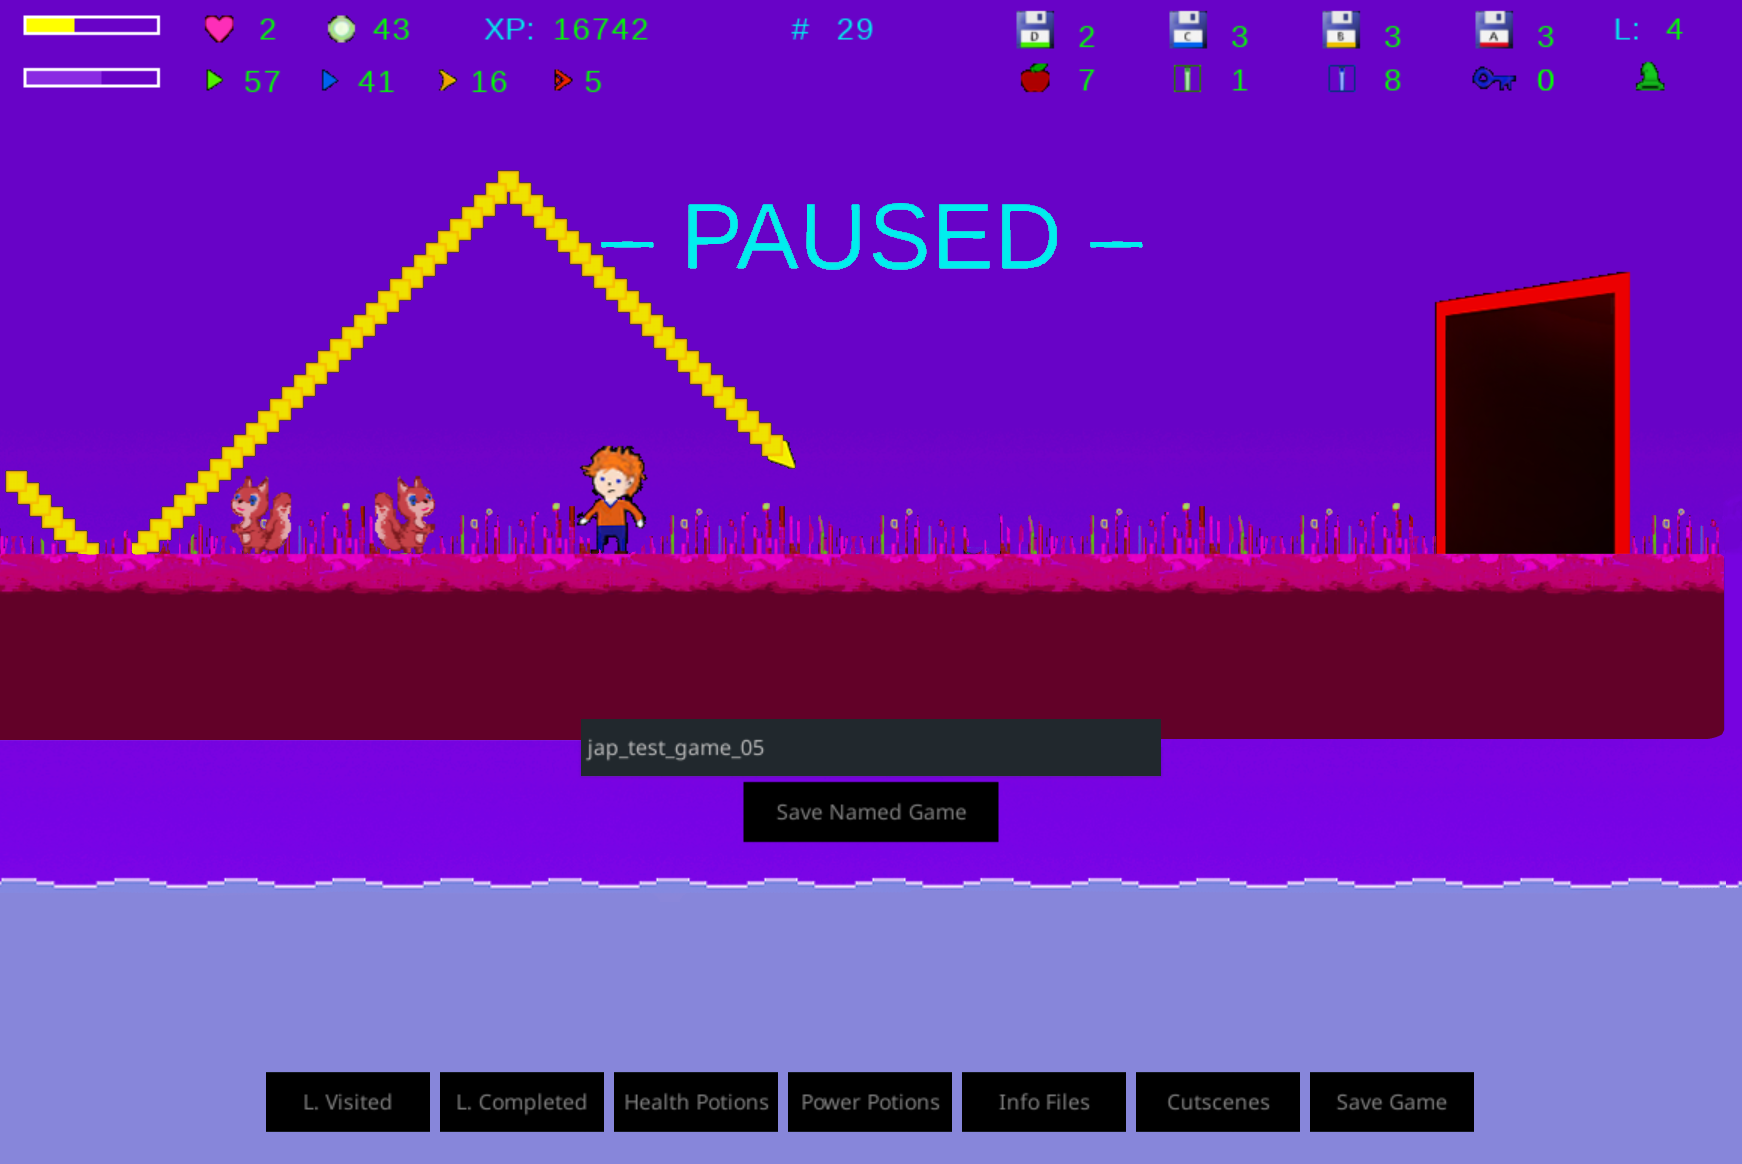 2 43 XP: 16742 # 29 D 2 C 3 B 3 A 3 L: 4
57 41 16 5 7 1 8 0
– PAUSED –
jap_test_game_05
Save Named Game
L. Visited L. Completed Health Potions Power Potions Info Files Cutscenes Save Game